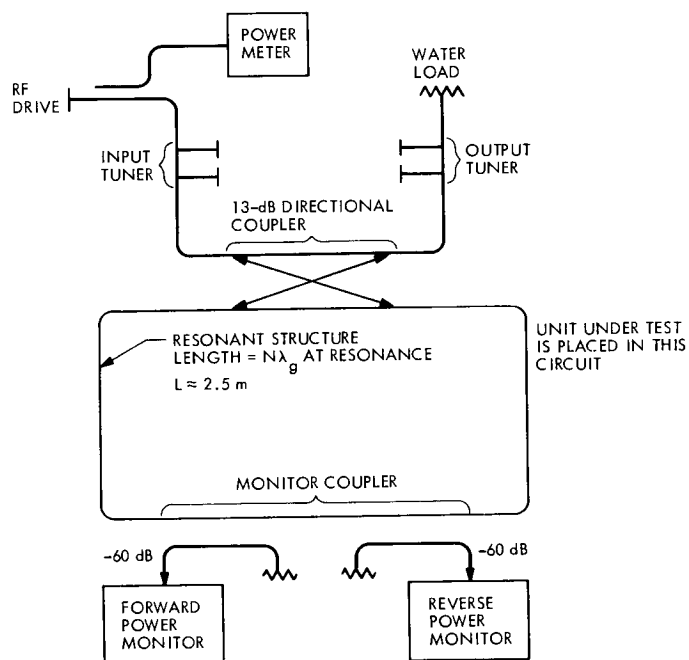 POWER
METER
WATER
LOAD
RF
DRIVE
INPUT
TUNER
OUTPUT
TUNER
13-dB DIRECTIONAL
COUPLER
RESONANT STRUCTURE
LENGTH = Nλg AT RESONANCE
L ≈ 2.5 m
UNIT UNDER TEST
IS PLACED IN THIS
CIRCUIT
MONITOR COUPLER
-60 dB
-60 dB
FORWARD
POWER
MONITOR
REVERSE
POWER
MONITOR